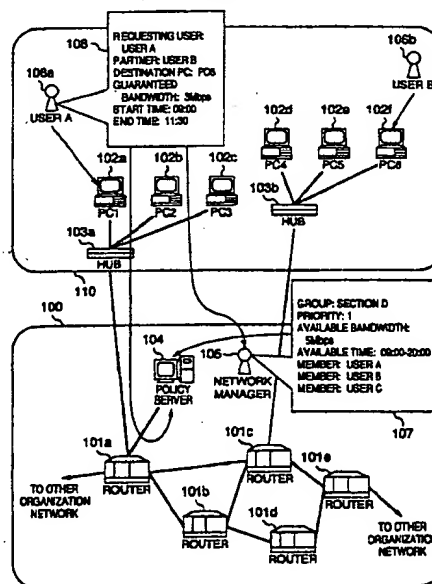 108
REQUESTING USER:
USER A
PARTNER: USER B
DESTINATION PC: PC6
GUARANTEED
BANDWIDTH: 3Mbps
START TIME: 09:00
END TIME: 11:30
106a
USER A
106b
USER B
102a
102b
102c
102d
102e
102f
PC1
PC2
PC3
PC4
PC5
PC6
103a
HUB
103b
HUB
110
100
104
POLICY
SERVER
105
NETWORK
MANAGER
GROUP: SECTION D
PRIORITY: 1
AVAILABLE BANDWIDTH:
5Mbps
AVAILABLE TIME: 09:00-20:00
MEMBER: USER A
MEMBER: USER B
MEMBER: USER C
107
101a
ROUTER
101b
ROUTER
101c
ROUTER
101d
ROUTER
101e
ROUTER
TO OTHER
ORGANIZATION
NETWORK
TO OTHER
ORGANIZATION
NETWORK